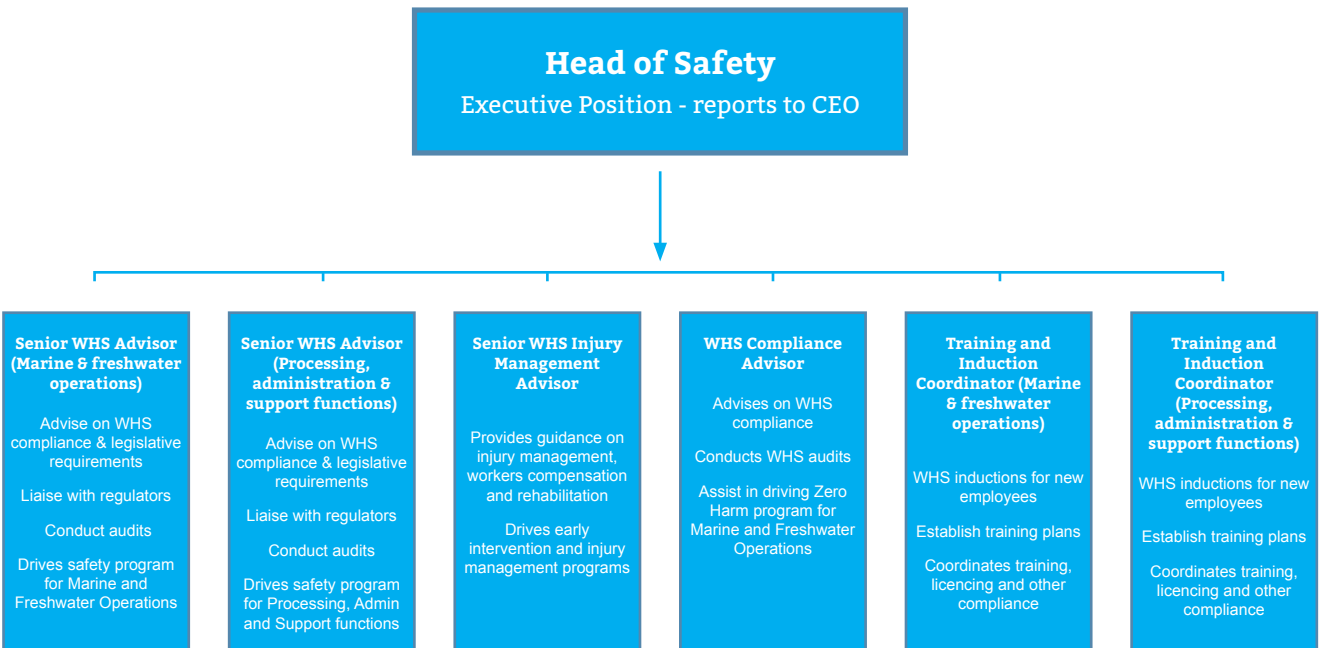 Head of Safety
Executive Position - reports to CEO
Senior WHS Advisor
(Marine & freshwater
operations)
Advise on WHS
compliance & legislative
requirements
Liaise with regulators
Conduct audits
Drives safety program
for Marine and
Freshwater Operations
Senior WHS Advisor
(Processing,
administration &
support functions)
Advise on WHS
compliance & legislative
requirements
Liaise with regulators
Conduct audits
Drives safety program
for Processing, Admin
and Support functions
Senior WHS Injury
Management
Advisor
Provides guidance on
injury management,
workers compensation
and rehabilitation
Drives early
intervention and injury
management programs
WHS Compliance
Advisor
Advises on WHS
compliance
Conducts WHS audits
Assist in driving Zero
Harm program for
Marine and Freshwater
Operations
Training and
Induction
Coordinator (Marine
& freshwater
operations)
WHS inductions for new
employees
Establish training plans
Coordinates training,
licencing and other
compliance
Training and
Induction
Coordinator
(Processing,
administration &
support functions)
WHS inductions for new
employees
Establish training plans
Coordinates training,
licencing and other
compliance